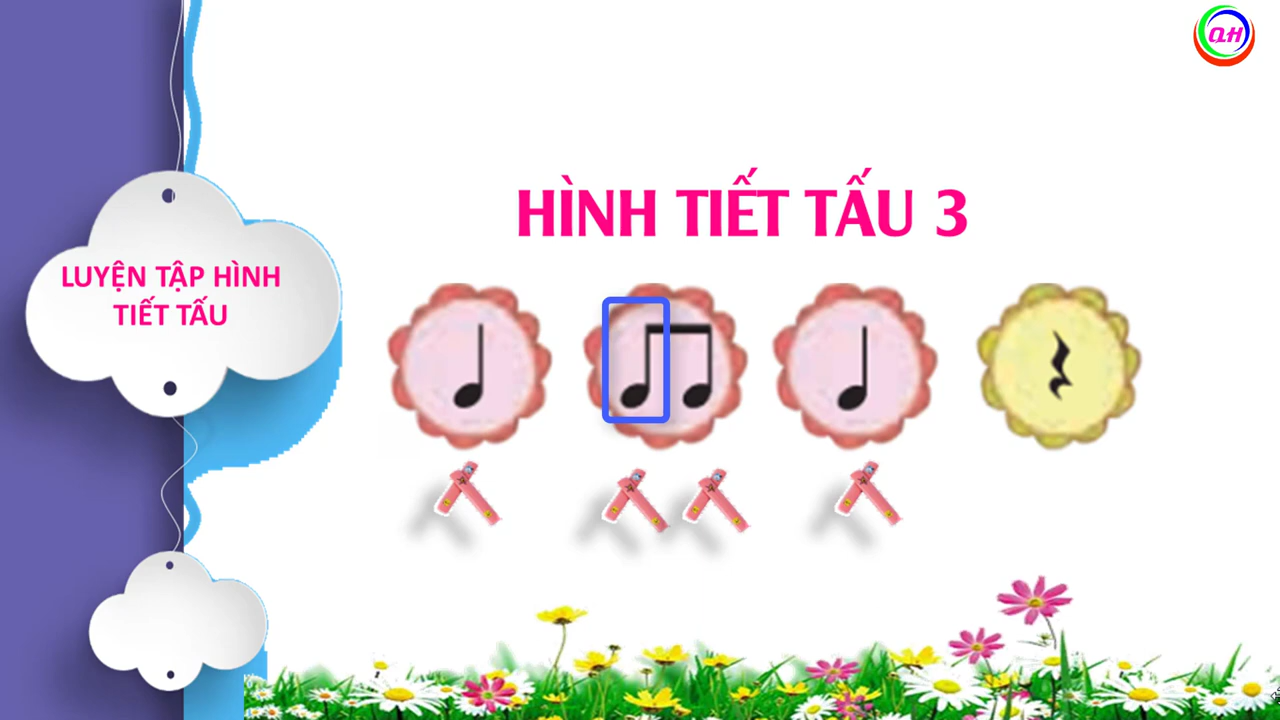 QH
HÌNH TIẾT TẤU 3
LUYỆN TẬP HÌNH
TIẾT TẤU